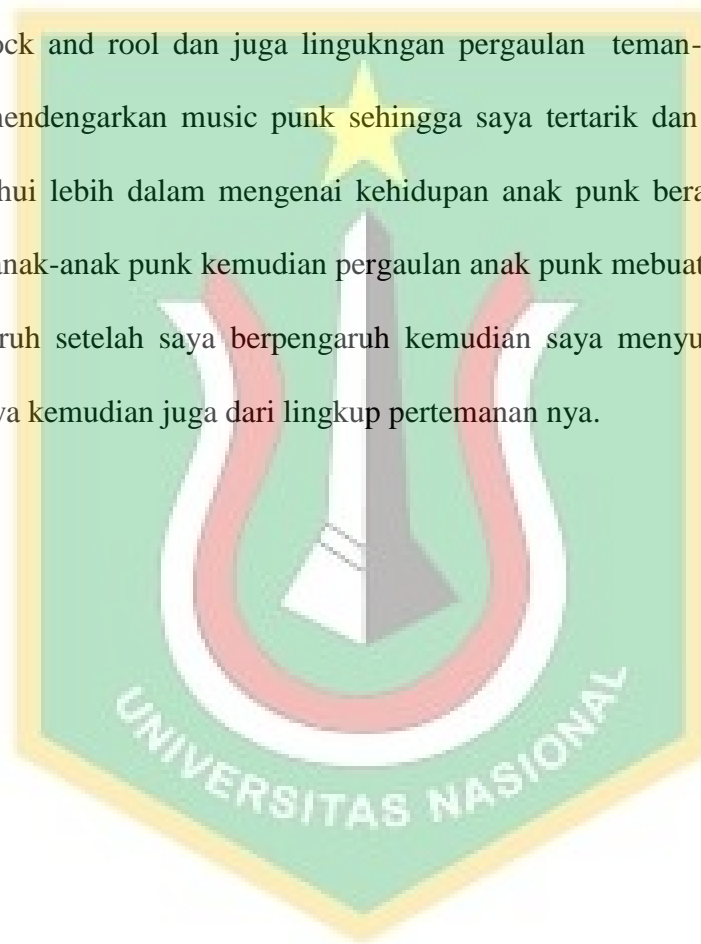 ock and rool dan juga lingukngan pergaulan teman-
mendengarkan music punk sehingga saya tertarik dan
hui lebih dalam mengenai kehidupan anak punk bera
anak-anak punk kemudian pergaulan anak punk mebuat
ruh setelah saya berpengaruh kemudian saya menyu
ya kemudian juga dari lingkup pertemanan nya.
UNIVERSITAS NASIONAL